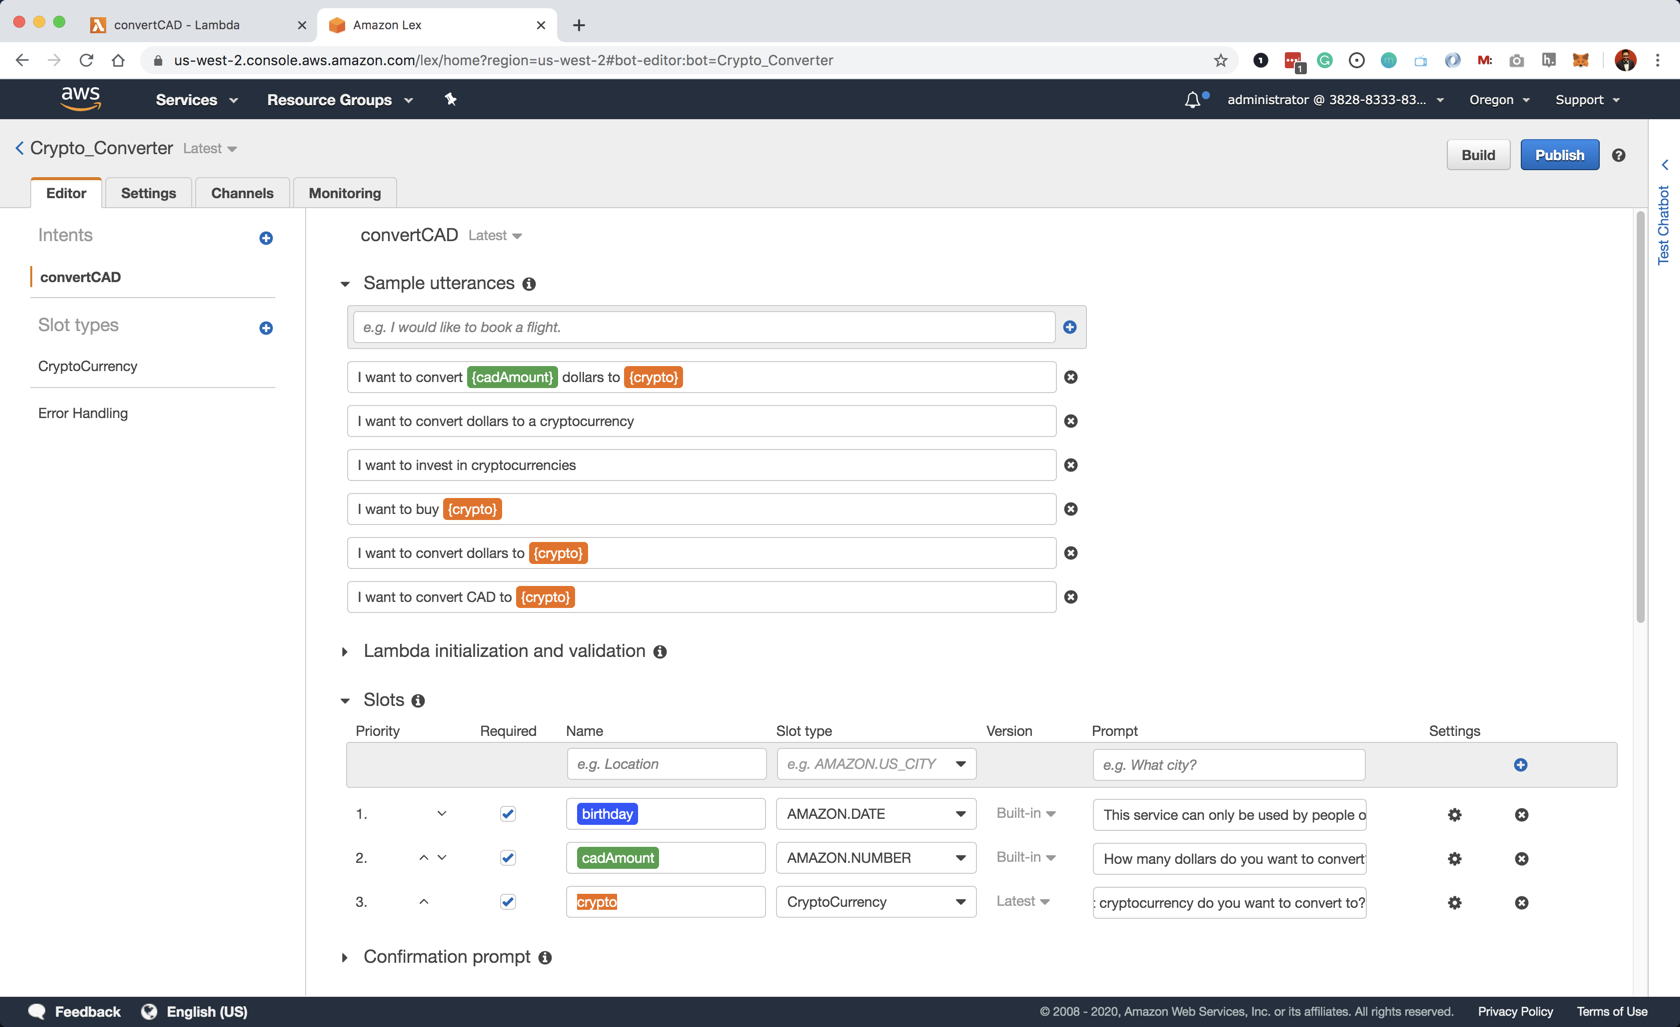 convertCAD - Lambda
Amazon Lex
us-west-2.console.aws.amazon.com/lex/home?region=us-west-2#bot-editor:bot=Crypto_Converter
1
1
M:
h.
aws
Services
Resource Groups
administrator @ 3828-8333-83...
Oregon
Support
Crypto_Converter
Latest
Build
Publish
Editor
Settings
Channels
Monitoring
Test Chatbot
Intents
convertCAD
Slot types
CryptoCurrency
Error Handling
convertCAD
Latest
Sample utterances
e.g. I would like to book a flight.
I want to convert {cadAmount} dollars to {crypto}
I want to convert dollars to a cryptocurrency
I want to invest in cryptocurrencies
I want to buy {crypto}
I want to convert dollars to {crypto}
I want to convert CAD to {crypto}
Lambda initialization and validation
Slots
Priority Required Name Slot type Version Prompt Settings
e.g. Location e.g. AMAZON.US_CITY e.g. What city?
1. birthday AMAZON.DATE Built-in This service can only be used by people o
2. cadAmount AMAZON.NUMBER Built-in How many dollars do you want to convert
3. crypto CryptoCurrency Latest cryptocurrency do you want to convert to?
Confirmation prompt
Feedback
English (US)
© 2008 - 2020, Amazon Web Services, Inc. or its affiliates. All rights reserved.
Privacy Policy
Terms of Use